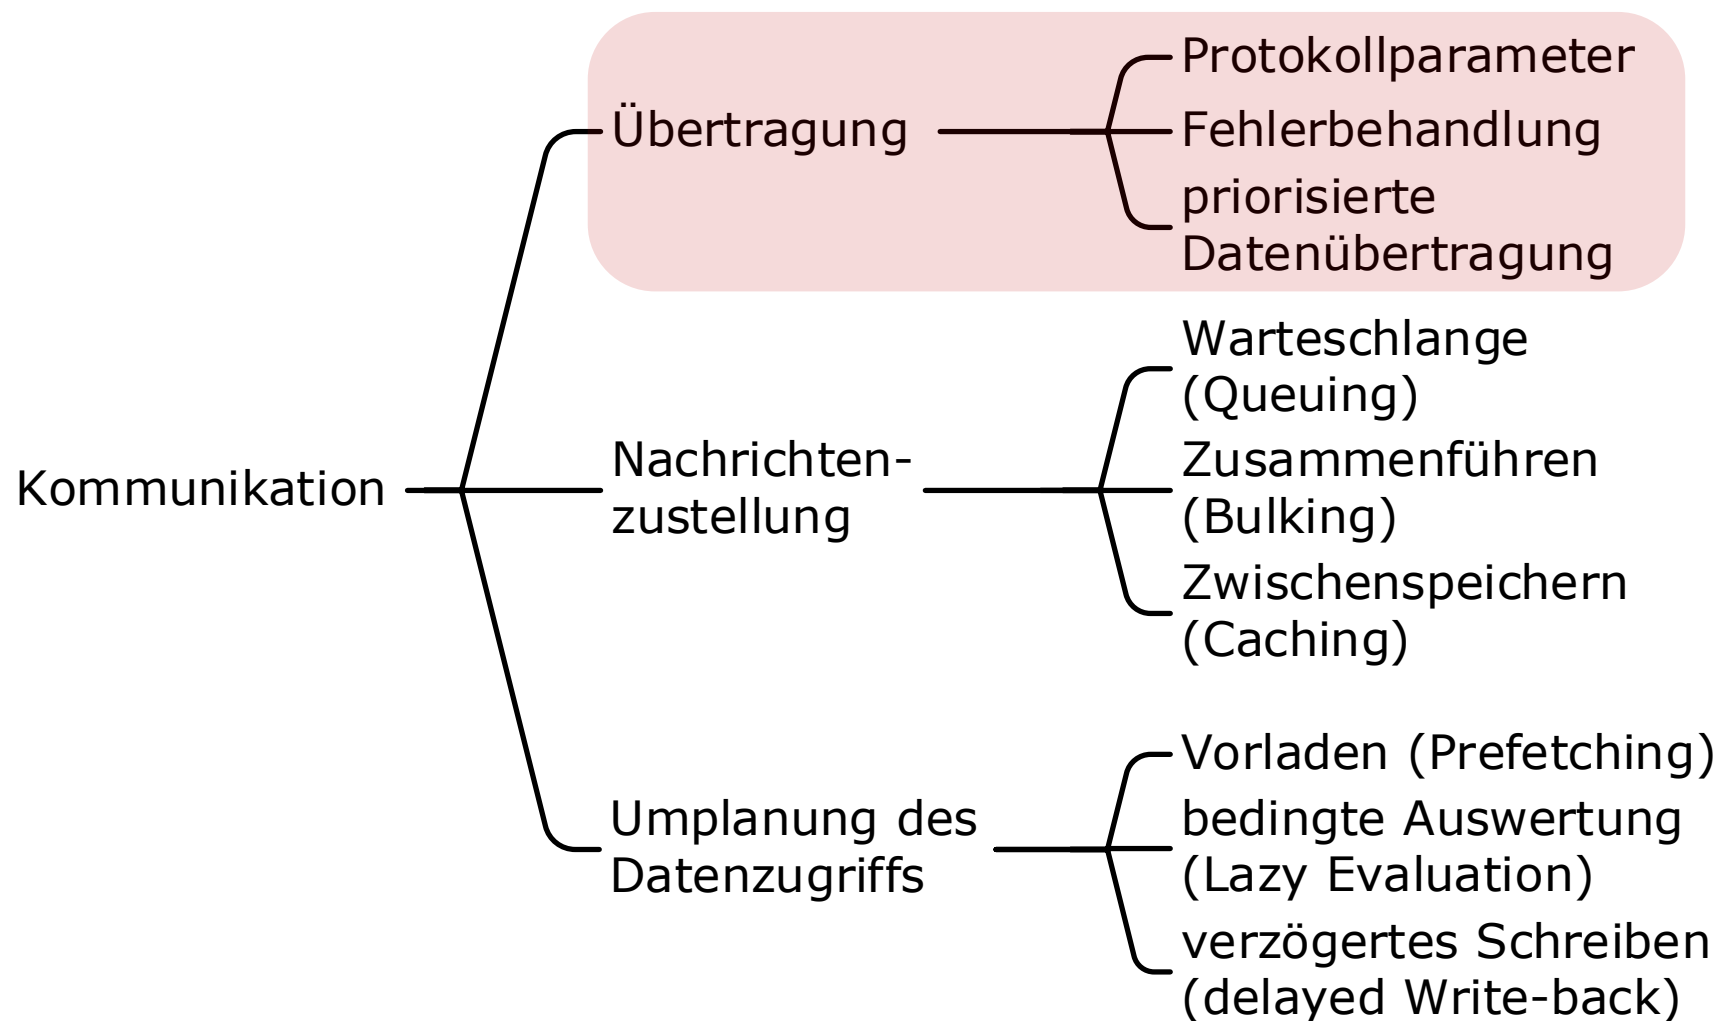 Kommunikation
Übertragung
Protokollparameter
Fehlerbehandlung
priorisierte
Datenübertragung
Nachrichten-
zustellung
Warteschlange
(Queuing)
Zusammenführen
(Bulking)
Zwischenspeichern
(Caching)
Umplanung des
Datenzugriffs
Vorladen (Prefetching)
bedingte Auswertung
(Lazy Evaluation)
verzögertes Schreiben
(delayed Write-back)